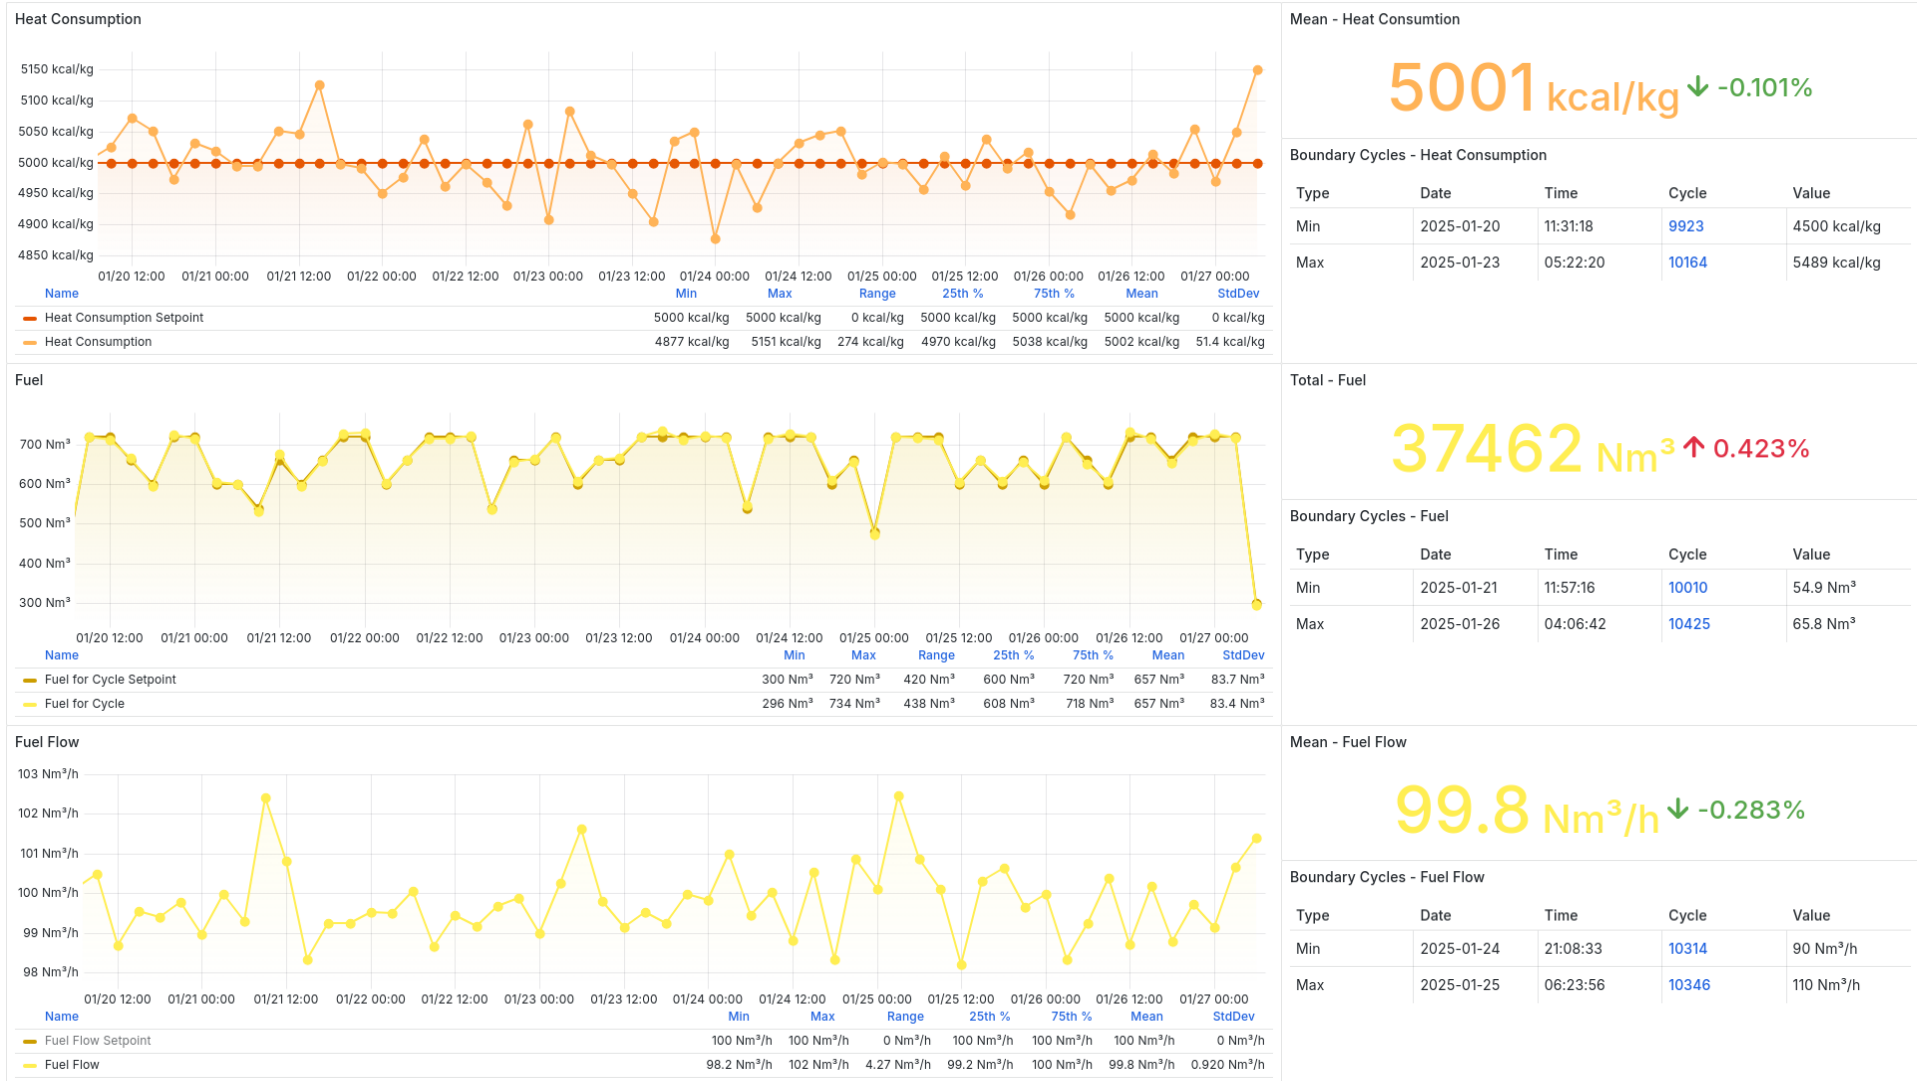 Heat Consumption
5150 kcal/kg
5100 kcal/kg
5050 kcal/kg
5000 kcal/kg
4950 kcal/kg
4900 kcal/kg
4850 kcal/kg
01/20 12:00 01/21 00:00 01/21 12:00 01/22 00:00 01/22 12:00 01/23 00:00 01/23 12:00 01/24 00:00 01/24 12:00 01/25 00:00 01/25 12:00 01/26 00:00 01/26 12:00 01/27 00:00
Name Min Max Range 25th % 75th % Mean StdDev
Heat Consumption Setpoint 5000 kcal/kg 5000 kcal/kg 0 kcal/kg 5000 kcal/kg 5000 kcal/kg 5000 kcal/kg 0 kcal/kg
Heat Consumption 4877 kcal/kg 5151 kcal/kg 274 kcal/kg 4970 kcal/kg 5038 kcal/kg 5002 kcal/kg 51.4 kcal/kg
Mean - Heat Consumtion
5001 kcal/kg -0.101%
Boundary Cycles - Heat Consumption
Type Date Time Cycle Value
Min 2025-01-20 11:31:18 9923 4500 kcal/kg
Max 2025-01-23 05:22:20 10164 5489 kcal/kg
Fuel
700 Nm³
600 Nm³
500 Nm³
400 Nm³
300 Nm³
01/20 12:00 01/21 00:00 01/21 12:00 01/22 00:00 01/22 12:00 01/23 00:00 01/23 12:00 01/24 00:00 01/24 12:00 01/25 00:00 01/25 12:00 01/26 00:00 01/26 12:00 01/27 00:00
Name Min Max Range 25th % 75th % Mean StdDev
Fuel for Cycle Setpoint 300 Nm³ 720 Nm³ 420 Nm³ 600 Nm³ 720 Nm³ 657 Nm³ 83.7 Nm³
Fuel for Cycle 296 Nm³ 734 Nm³ 438 Nm³ 608 Nm³ 718 Nm³ 657 Nm³ 83.4 Nm³
Total - Fuel
37462 Nm³ 0.423%
Boundary Cycles - Fuel
Type Date Time Cycle Value
Min 2025-01-21 11:57:16 10010 54.9 Nm³
Max 2025-01-26 04:06:42 10425 65.8 Nm³
Fuel Flow
103 Nm³/h
102 Nm³/h
101 Nm³/h
100 Nm³/h
99 Nm³/h
98 Nm³/h
01/20 12:00 01/21 00:00 01/21 12:00 01/22 00:00 01/22 12:00 01/23 00:00 01/23 12:00 01/24 00:00 01/24 12:00 01/25 00:00 01/25 12:00 01/26 00:00 01/26 12:00 01/27 00:00
Name Min Max Range 25th % 75th % Mean StdDev
Fuel Flow Setpoint 100 Nm³/h 100 Nm³/h 0 Nm³/h 100 Nm³/h 100 Nm³/h 100 Nm³/h 0 Nm³/h
Fuel Flow 98.2 Nm³/h 102 Nm³/h 4.27 Nm³/h 99.2 Nm³/h 100 Nm³/h 99.8 Nm³/h 0.920 Nm³/h
Mean - Fuel Flow
99.8 Nm³/h -0.283%
Boundary Cycles - Fuel Flow
Type Date Time Cycle Value
Min 2025-01-24 21:08:33 10314 90 Nm³/h
Max 2025-01-25 06:23:56 10346 110 Nm³/h